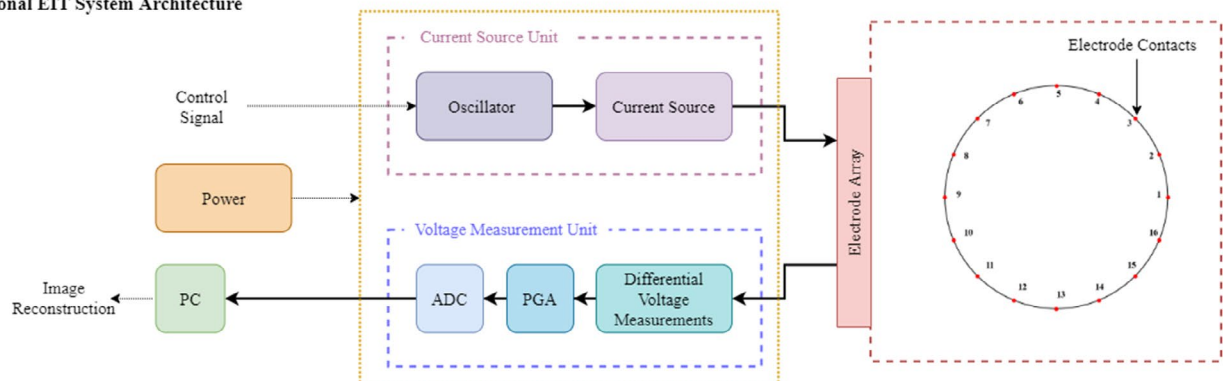 EIT System Architecture
Current Source Unit
Electrode Contacts
Control
Signal
Oscillator
Current Source
Power
Electrode Array
Voltage Measurement Unit
Image
Reconstruction
PC
ADC
PGA
Differential
Voltage
Measurements
5
6
4
7
3
8
2
9
1
10
16
11
15
12
14
13